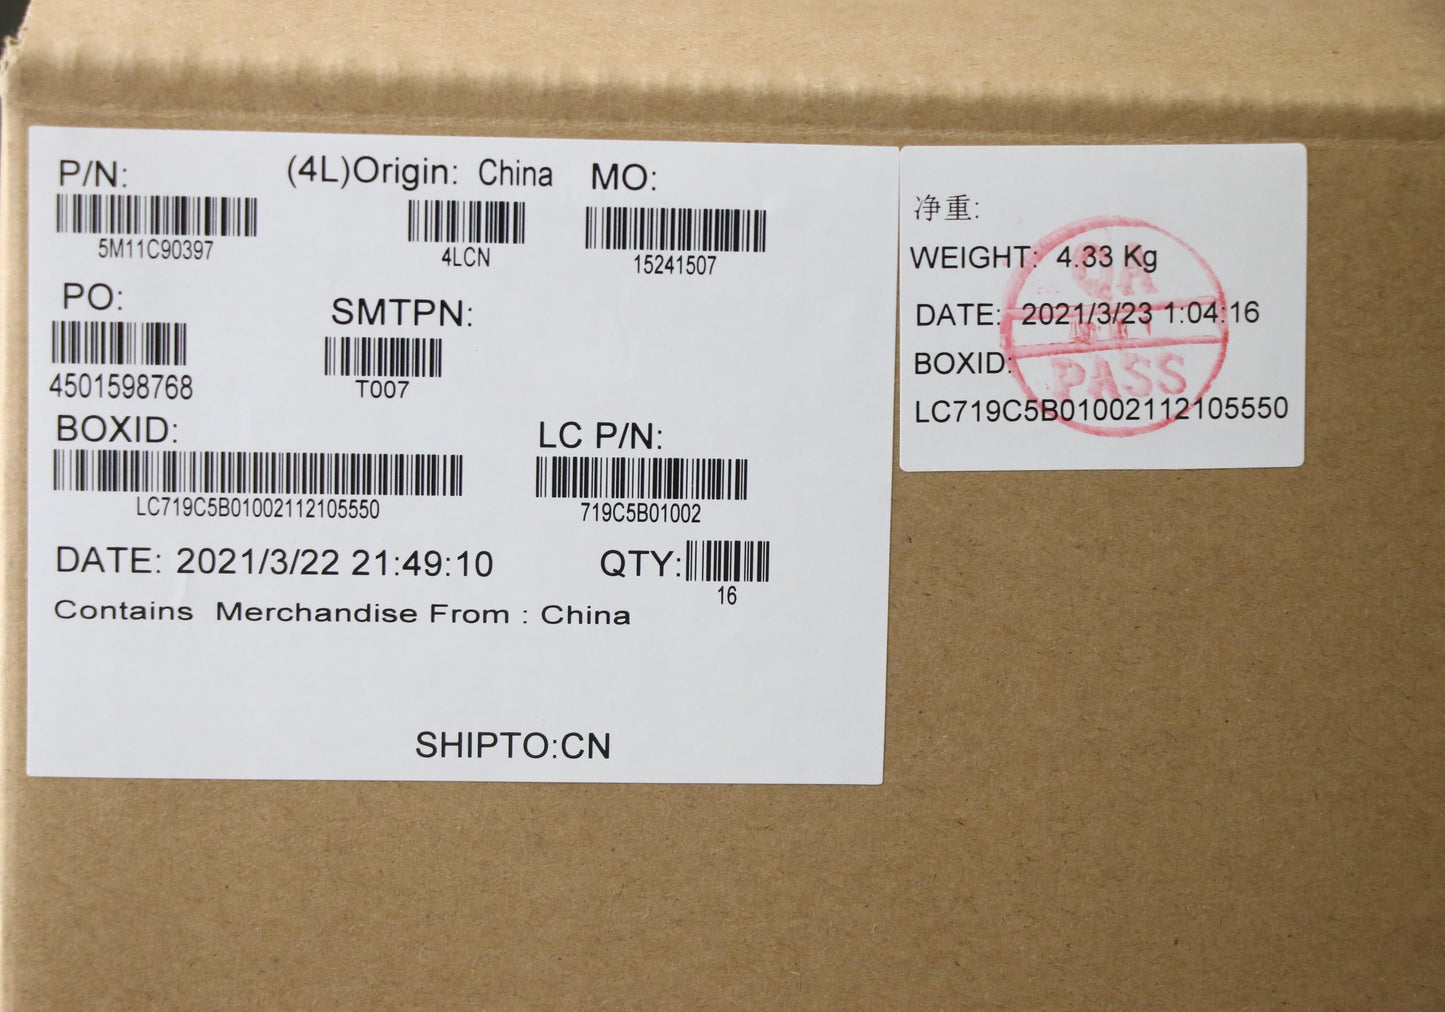 P/N:
(4L)Origin: China
MO:
5M11C90397
4LCN
15241507
PO:
SMTPN:
4501598768
T007
BOXID:
LC P/N:
LC719C5B01002112105550
719C5B01002
DATE: 2021/3/22 21:49:10
QTY:
16
Contains Merchandise From : China
SHIPTO:CN
净重:
WEIGHT: 4.33 Kg
DATE: 2021/3/23 1:04:16
BOXID:
LC719C5B01002112105550
QA
PASS